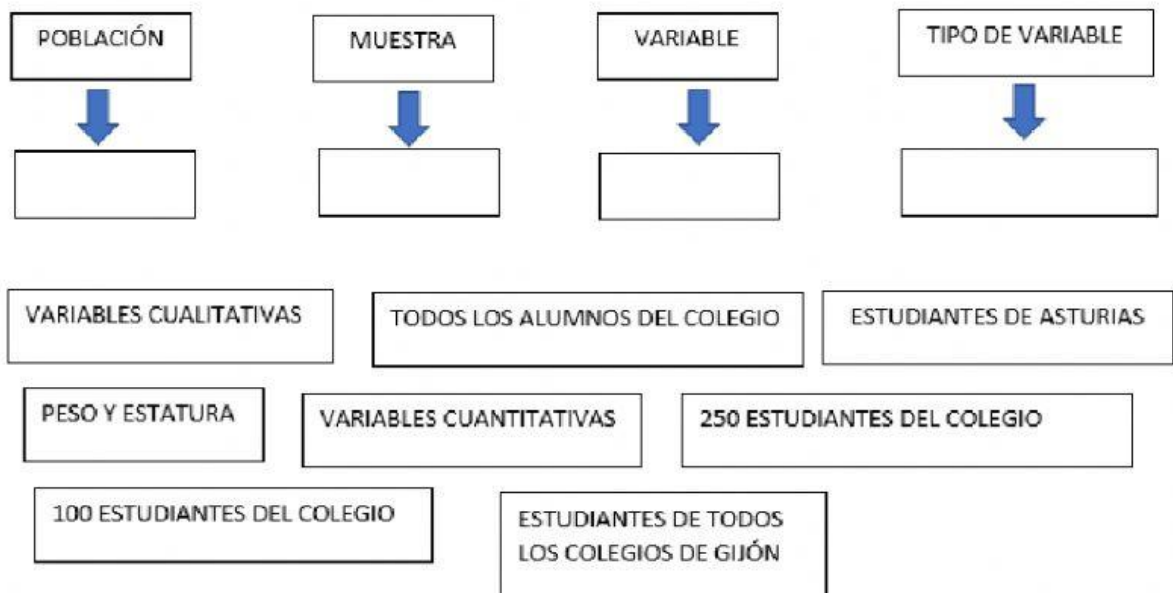 POBLACIÓN
MUESTRA
VARIABLE
TIPO DE VARIABLE
VARIABLES CUALITATIVAS
TODOS LOS ALUMNOS DEL COLEGIO
ESTUDIANTES DE ASTURIAS
PESO Y ESTATURA
VARIABLES CUANTITATIVAS
250 ESTUDIANTES DEL COLEGIO
100 ESTUDIANTES DEL COLEGIO
ESTUDIANTES DE TODOS
LOS COLEGIOS DE GIJÓN